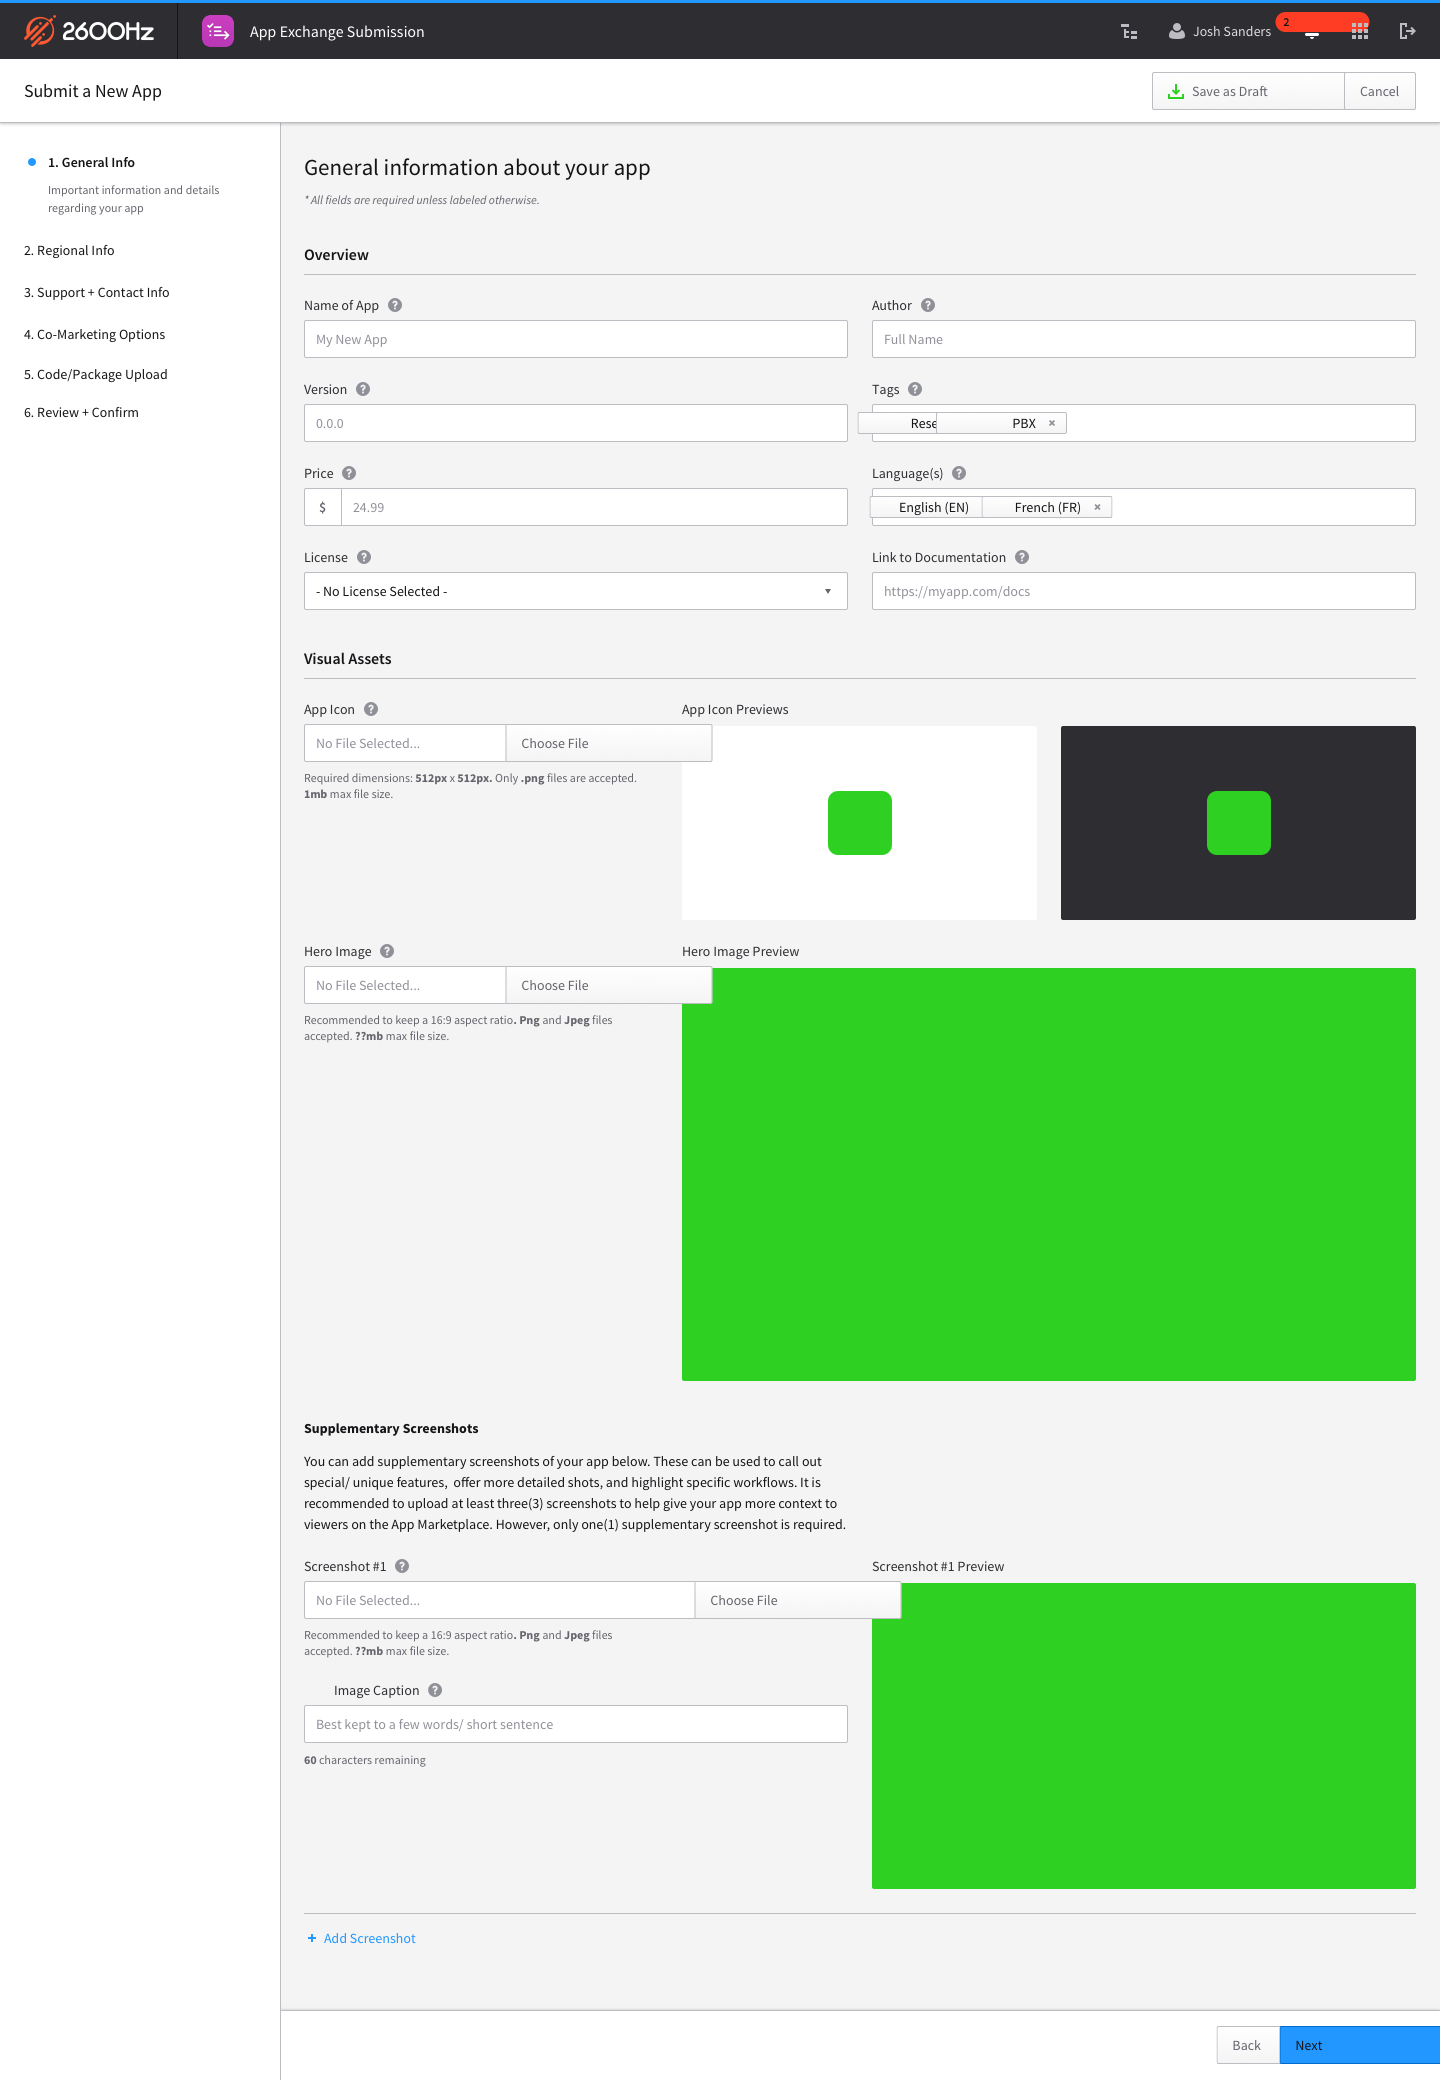 2600Hz
App Exchange Submission
Josh Sanders
2
Submit a New App
Save as Draft
Cancel
1. General Info
Important information and details
regarding your app
2. Regional Info
3. Support + Contact Info
4. Co-Marketing Options
5. Code/Package Upload
6. Review + Confirm
General information about your app
* All fields are required unless labeled otherwise.
Overview
Name of App ?
Author ?
My New App
Full Name
Version ?
Tags ?
0.0.0
Rese
PBX ×
Price ?
Language(s) ?
$ 24.99
English (EN)
French (FR) ×
License ?
Link to Documentation ?
- No License Selected -
https://myapp.com/docs
Visual Assets
App Icon ?
App Icon Previews
No File Selected...
Choose File
Required dimensions: 512px x 512px. Only .png files are accepted.
1mb max file size.
Hero Image ?
Hero Image Preview
No File Selected...
Choose File
Recommended to keep a 16:9 aspect ratio. Png and Jpeg files
accepted. ??mb max file size.
Supplementary Screenshots
You can add supplementary screenshots of your app below. These can be used to call out
special/ unique features,  offer more detailed shots, and highlight specific workflows. It is
recommended to upload at least three(3) screenshots to help give your app more context to
viewers on the App Marketplace. However, only one(1) supplementary screenshot is required.
Screenshot #1 ?
Screenshot #1 Preview
No File Selected...
Choose File
Recommended to keep a 16:9 aspect ratio. Png and Jpeg files
accepted. ??mb max file size.
Image Caption ?
Best kept to a few words/ short sentence
60 characters remaining
+ Add Screenshot
Back
Next